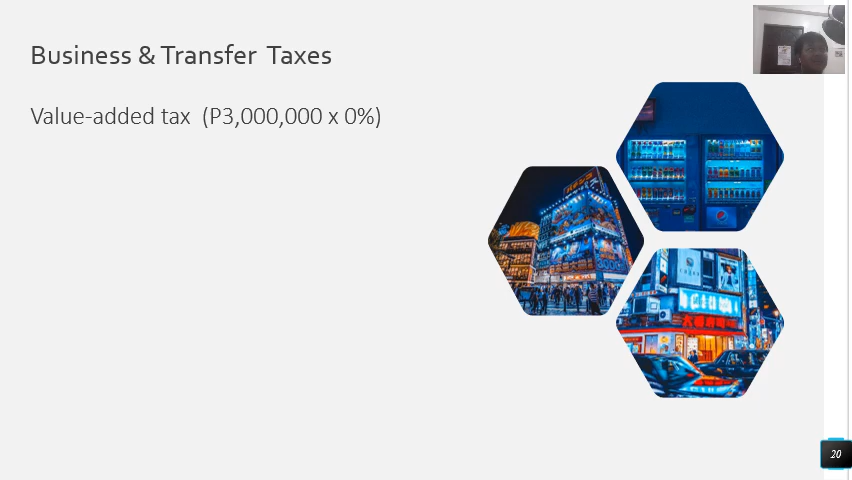 Business & Transfer Taxes
Value-added tax (P3,000,000 x 0%)
20